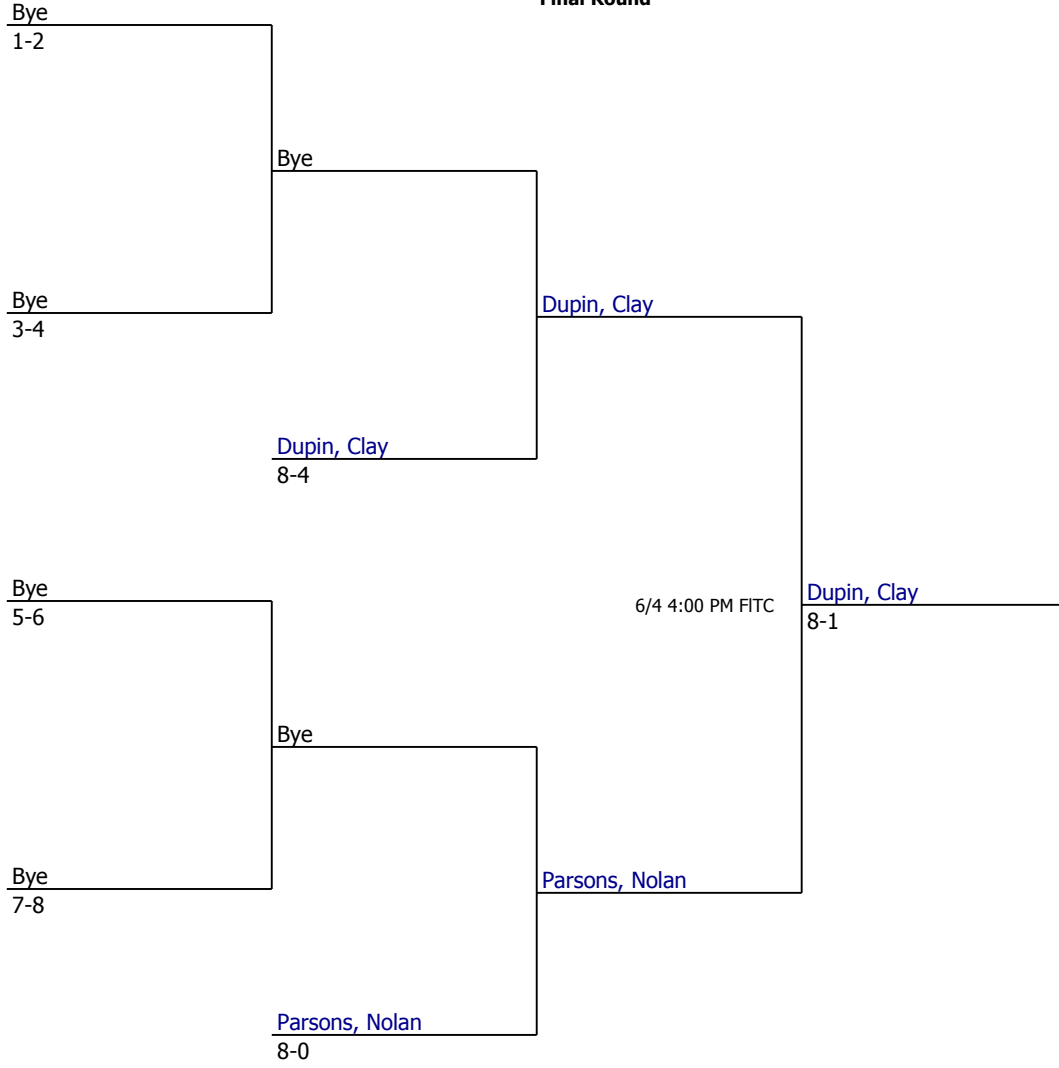 Final Round
Bye
1-2
Bye
Bye
3-4
Dupin, Clay
Dupin, Clay
8-4
Bye
5-6
6/4 4:00 PM FITC
Dupin, Clay
8-1
Bye
Bye
7-8
Parsons, Nolan
Parsons, Nolan
8-0